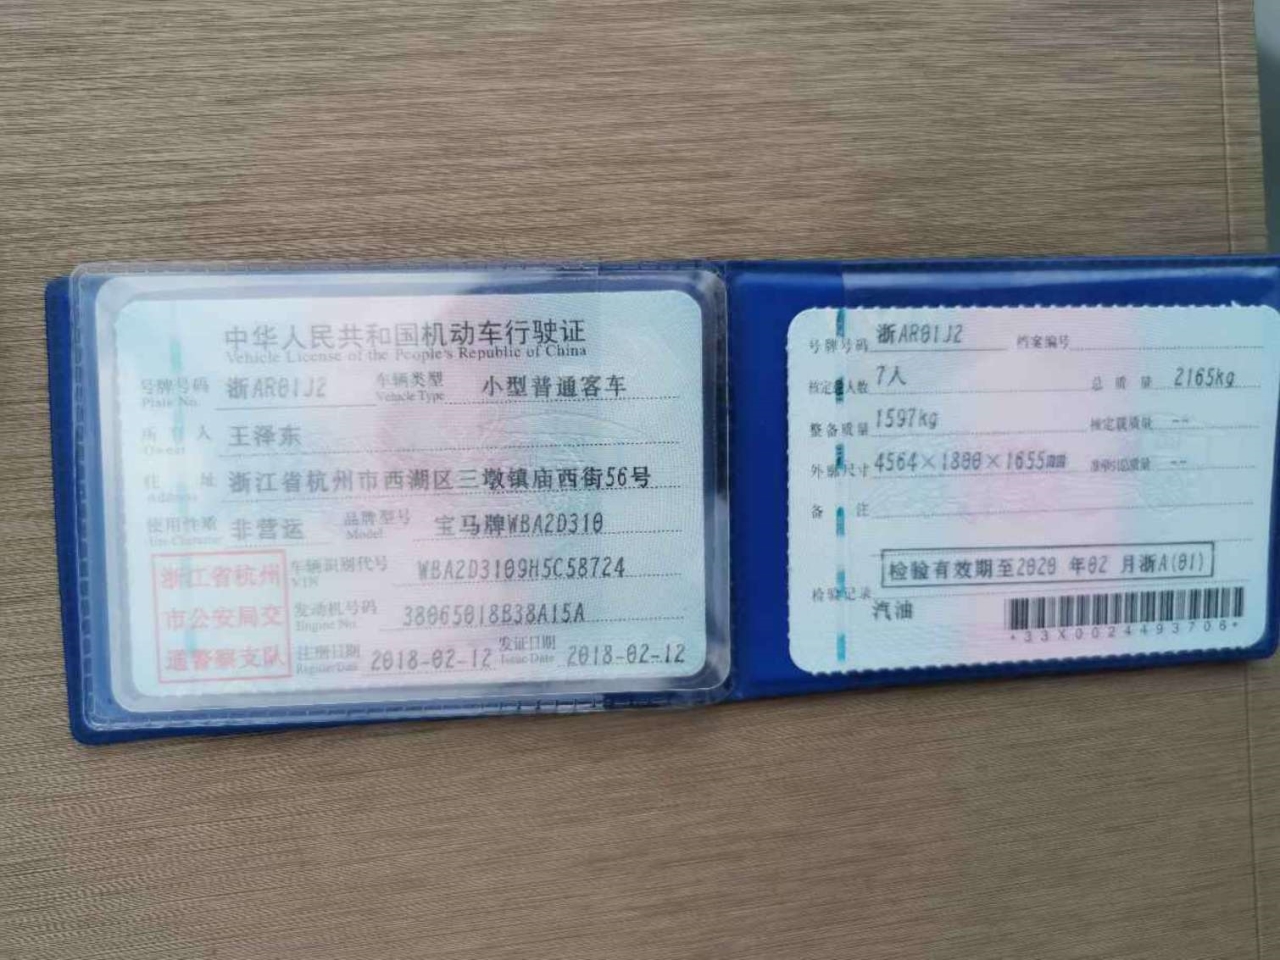 中华人民共和国机动车行驶证
Vehicle License of the People's Republic of China
号牌号码 浙AR01J2 车辆类型 小型普通客车
Plate No. Vehicle Type
所有人 王泽东
Owner
住址 浙江省杭州市西湖区三墩镇庙西街56号
Address
使用性质 非营运 品牌型号 宝马牌WBA2D310
Use Character Model
浙江省杭州
市公安局交
通警察支队
车辆识别代号 WBA2D3109H5C58724
VIN
发动机号码 38065018B38A15A
Engine No.
注册日期 2018-02-12 发证日期 2018-02-12
Register Date Issue Date
号牌号码 浙AR01J2 档案编号
核定载人数 7人 总质量 2165kg
整备质量 1597kg 核定载质量 --
外廓尺寸 4564×1800×1655mm 准牵引总质量 --
备注
检验有效期至2020 年02 月浙A(01)
检验记录
汽油
*33X0024493706*